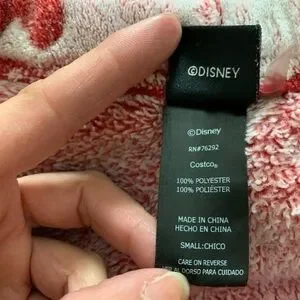 ©DISNEY
©Disney
RN#76292
Costco®
100% POLYESTER
100% POLIÉSTER
MADE IN CHINA
HECHO EN CHINA
SMALL:CHICO
CARE ON REVERSE
VER AL DORSO PARA CUIDADO